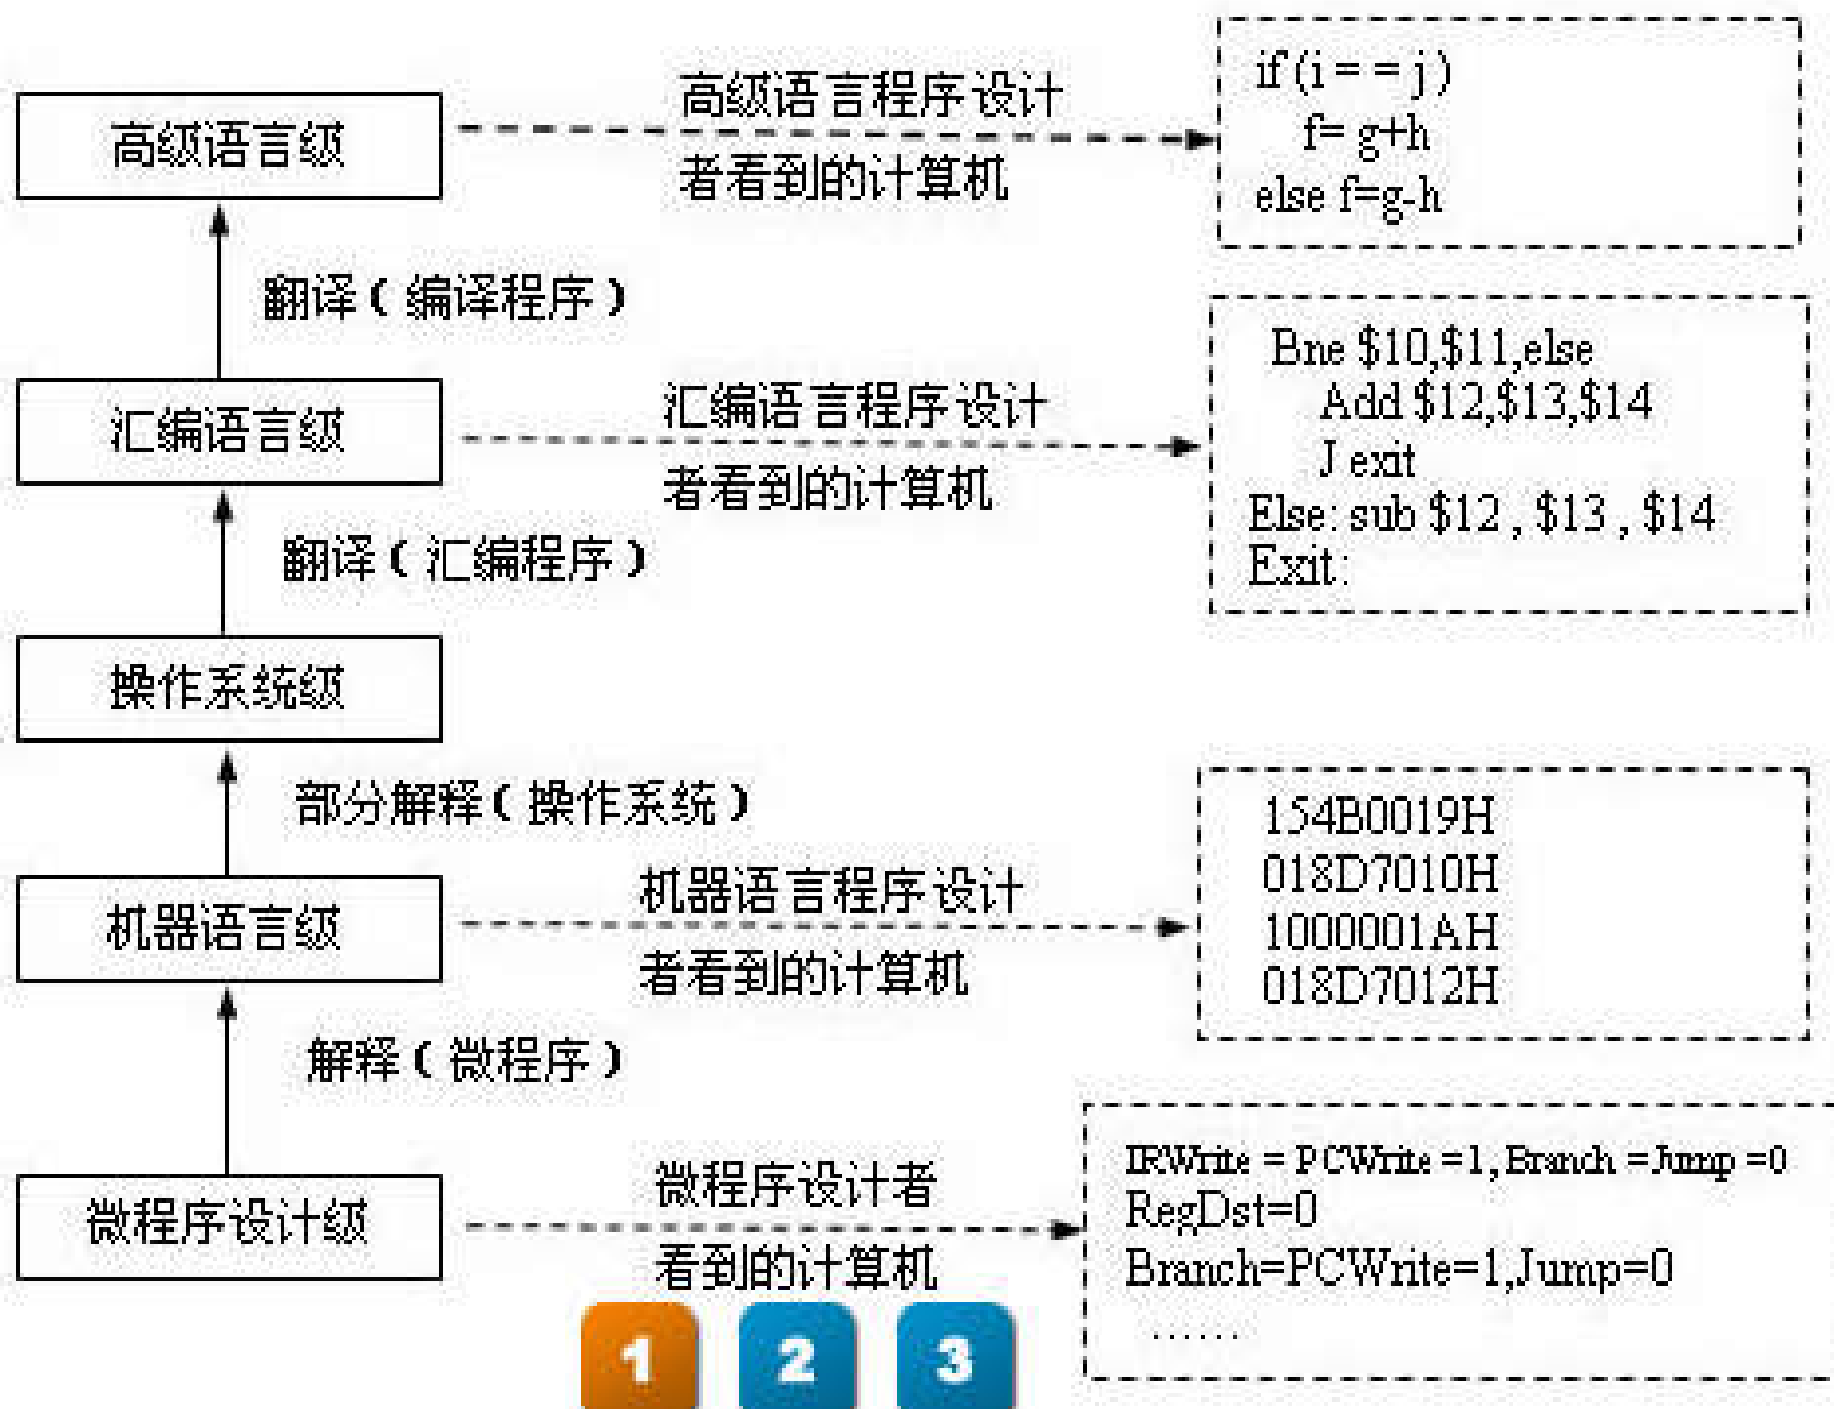 高级语言级
高级语言程序设计
者看到的计算机
if (i = = j )
f= g+h
else f=g-h
翻译（编译程序）
汇编语言级
汇编语言程序设计
者看到的计算机
Bne $10,$11,else
Add $12,$13,$14
J exit
Else: sub $12 , $13 , $14
Exit:
翻译（汇编程序）
操作系统级
部分解释（操作系统）
机器语言级
机器语言程序设计
者看到的计算机
154B0019H
018D7010H
1000001AH
018D7012H
解释（微程序）
微程序设计级
微程序设计者
看到的计算机
IRWrite = PCWrite =1, Branch =Jump =0
RegDst=0
Branch=PCWrite=1,Jump=0
......
1 2 3